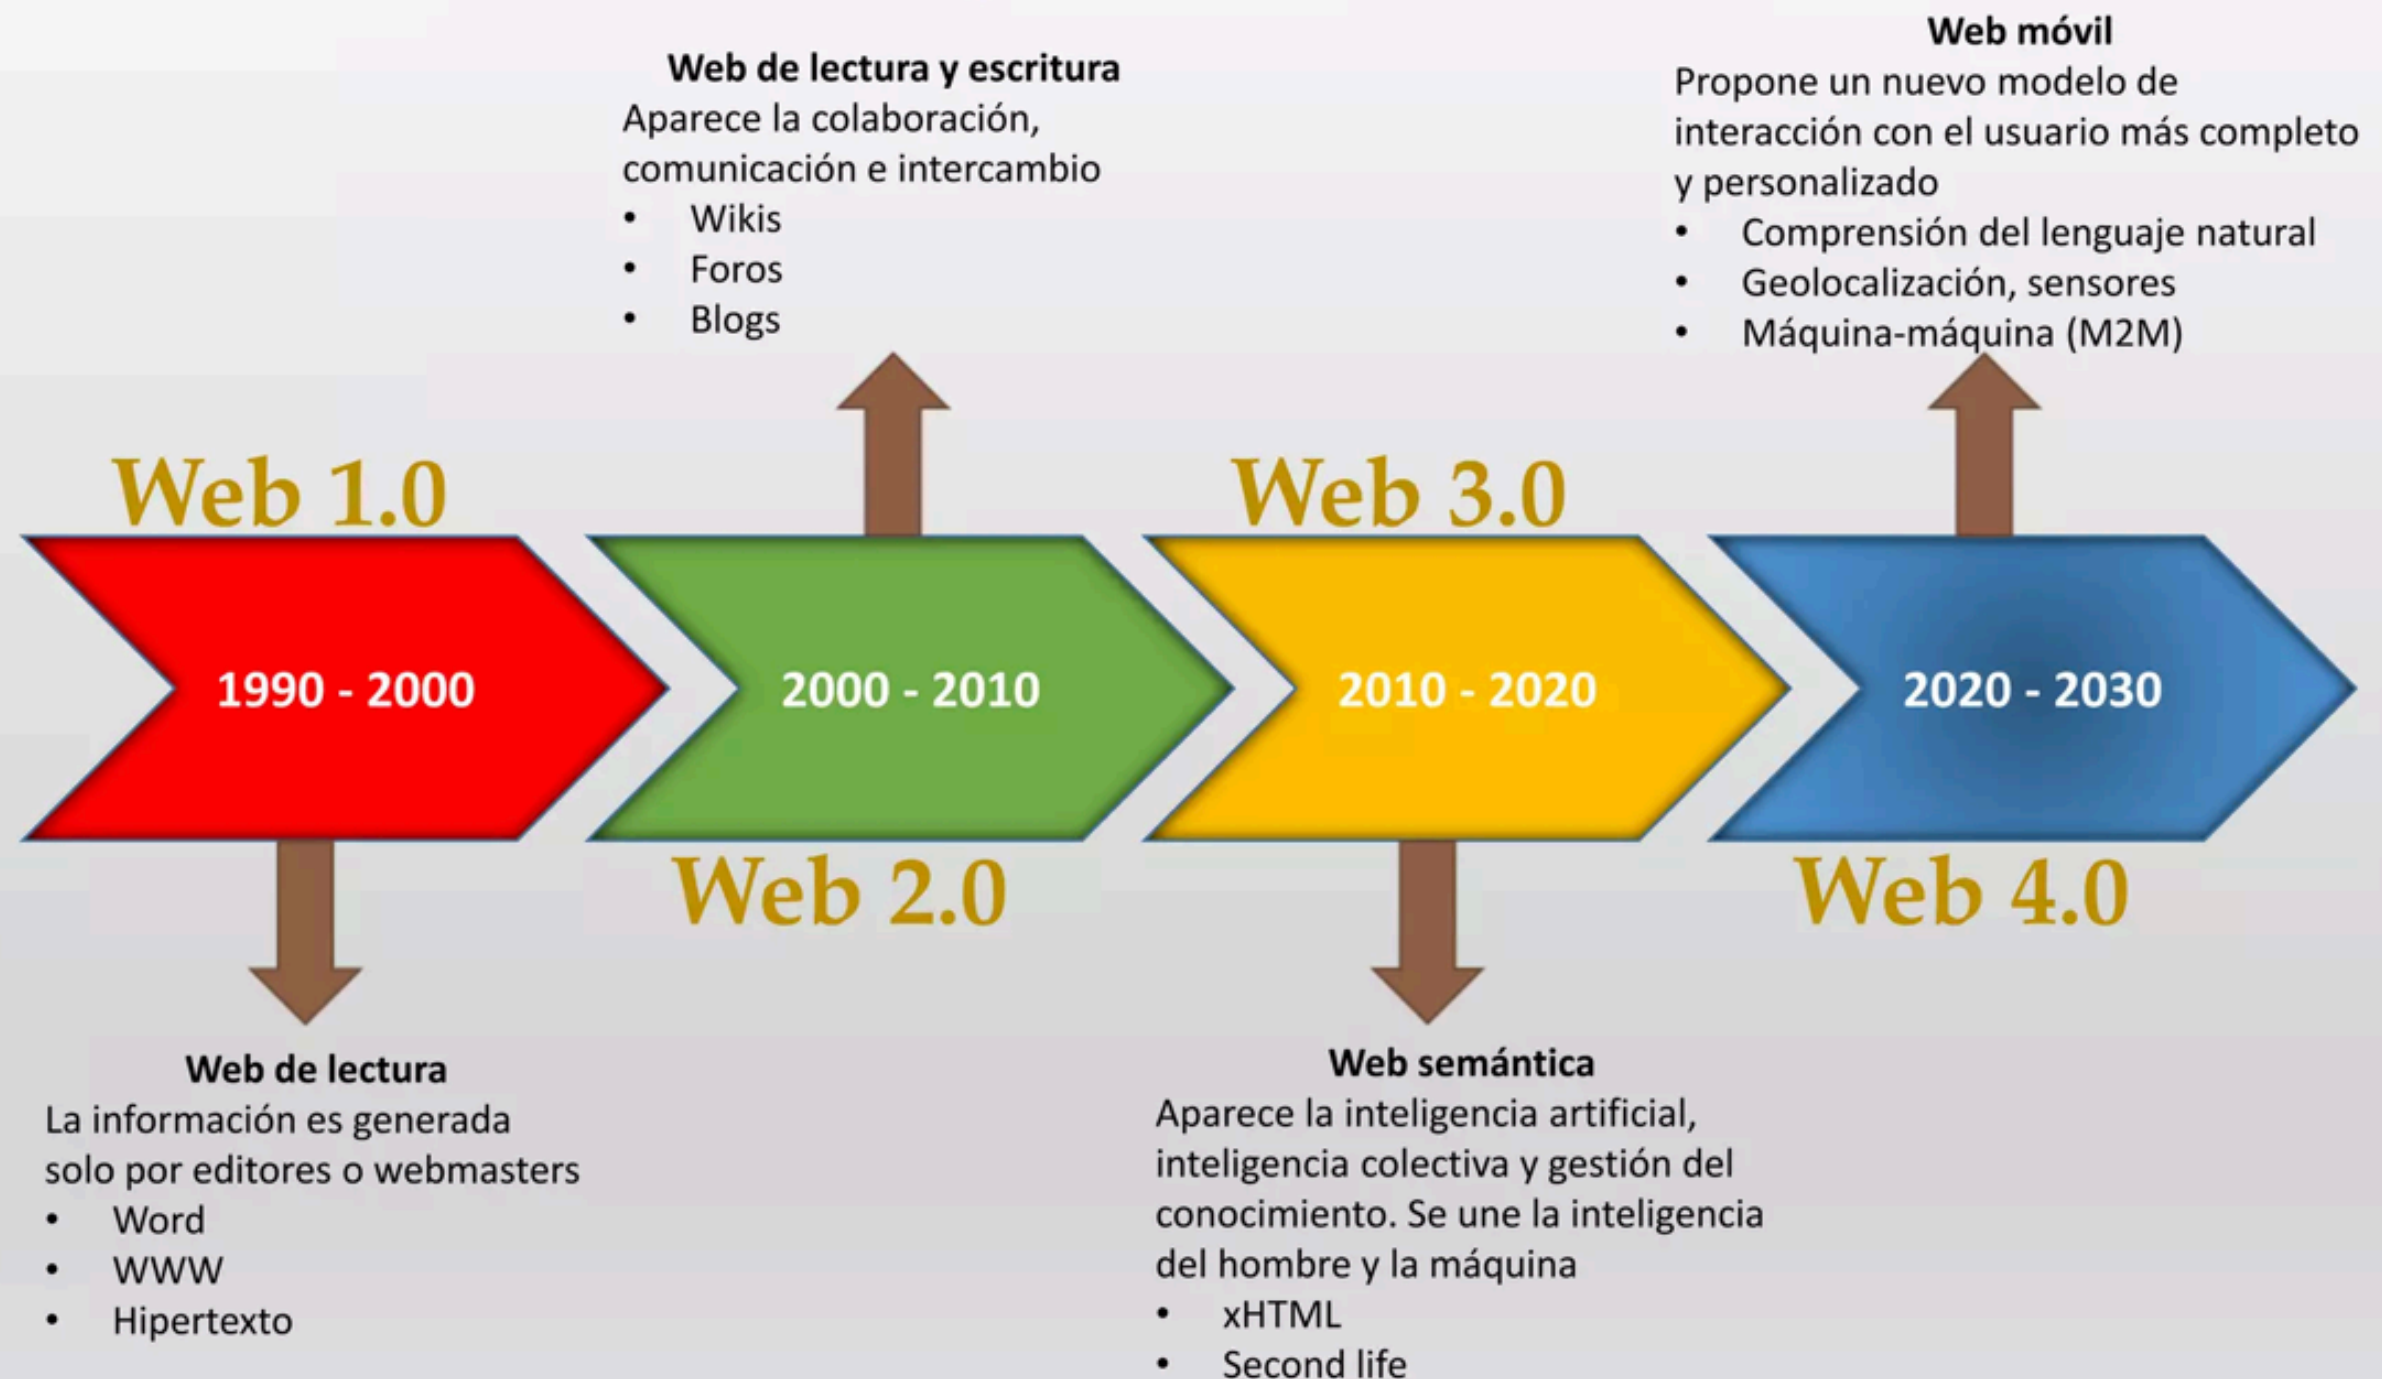 Web 1.0
1990 - 2000
Web de lectura
La información es generada
solo por editores o webmasters
• Word
• WWW
• Hipertexto
Web de lectura y escritura
Aparece la colaboración,
comunicación e intercambio
• Wikis
• Foros
• Blogs
2000 - 2010
Web 2.0
Web 3.0
2010 - 2020
Web semántica
Aparece la inteligencia artificial,
inteligencia colectiva y gestión del
conocimiento. Se une la inteligencia
del hombre y la máquina
• xHTML
• Second life
Web móvil
Propone un nuevo modelo de
interacción con el usuario más completo
y personalizado
• Comprensión del lenguaje natural
• Geolocalización, sensores
• Máquina-máquina (M2M)
2020 - 2030
Web 4.0